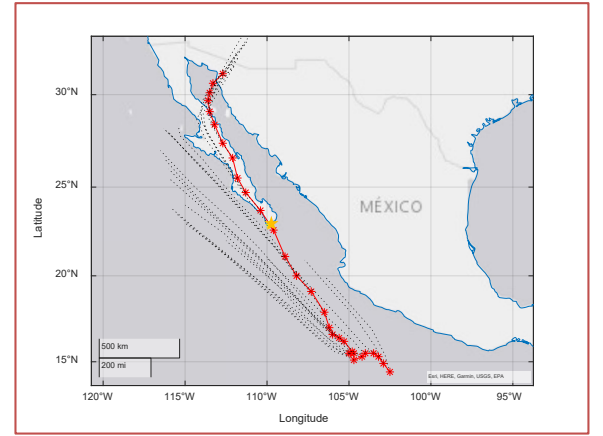 30°N
25°N
20°N
15°N
Latitude
MÉXICO
500 km
200 mi
Esri, HERE, Garmin, USGS, EPA
120°W 115°W 110°W 105°W 100°W 95°W
Longitude